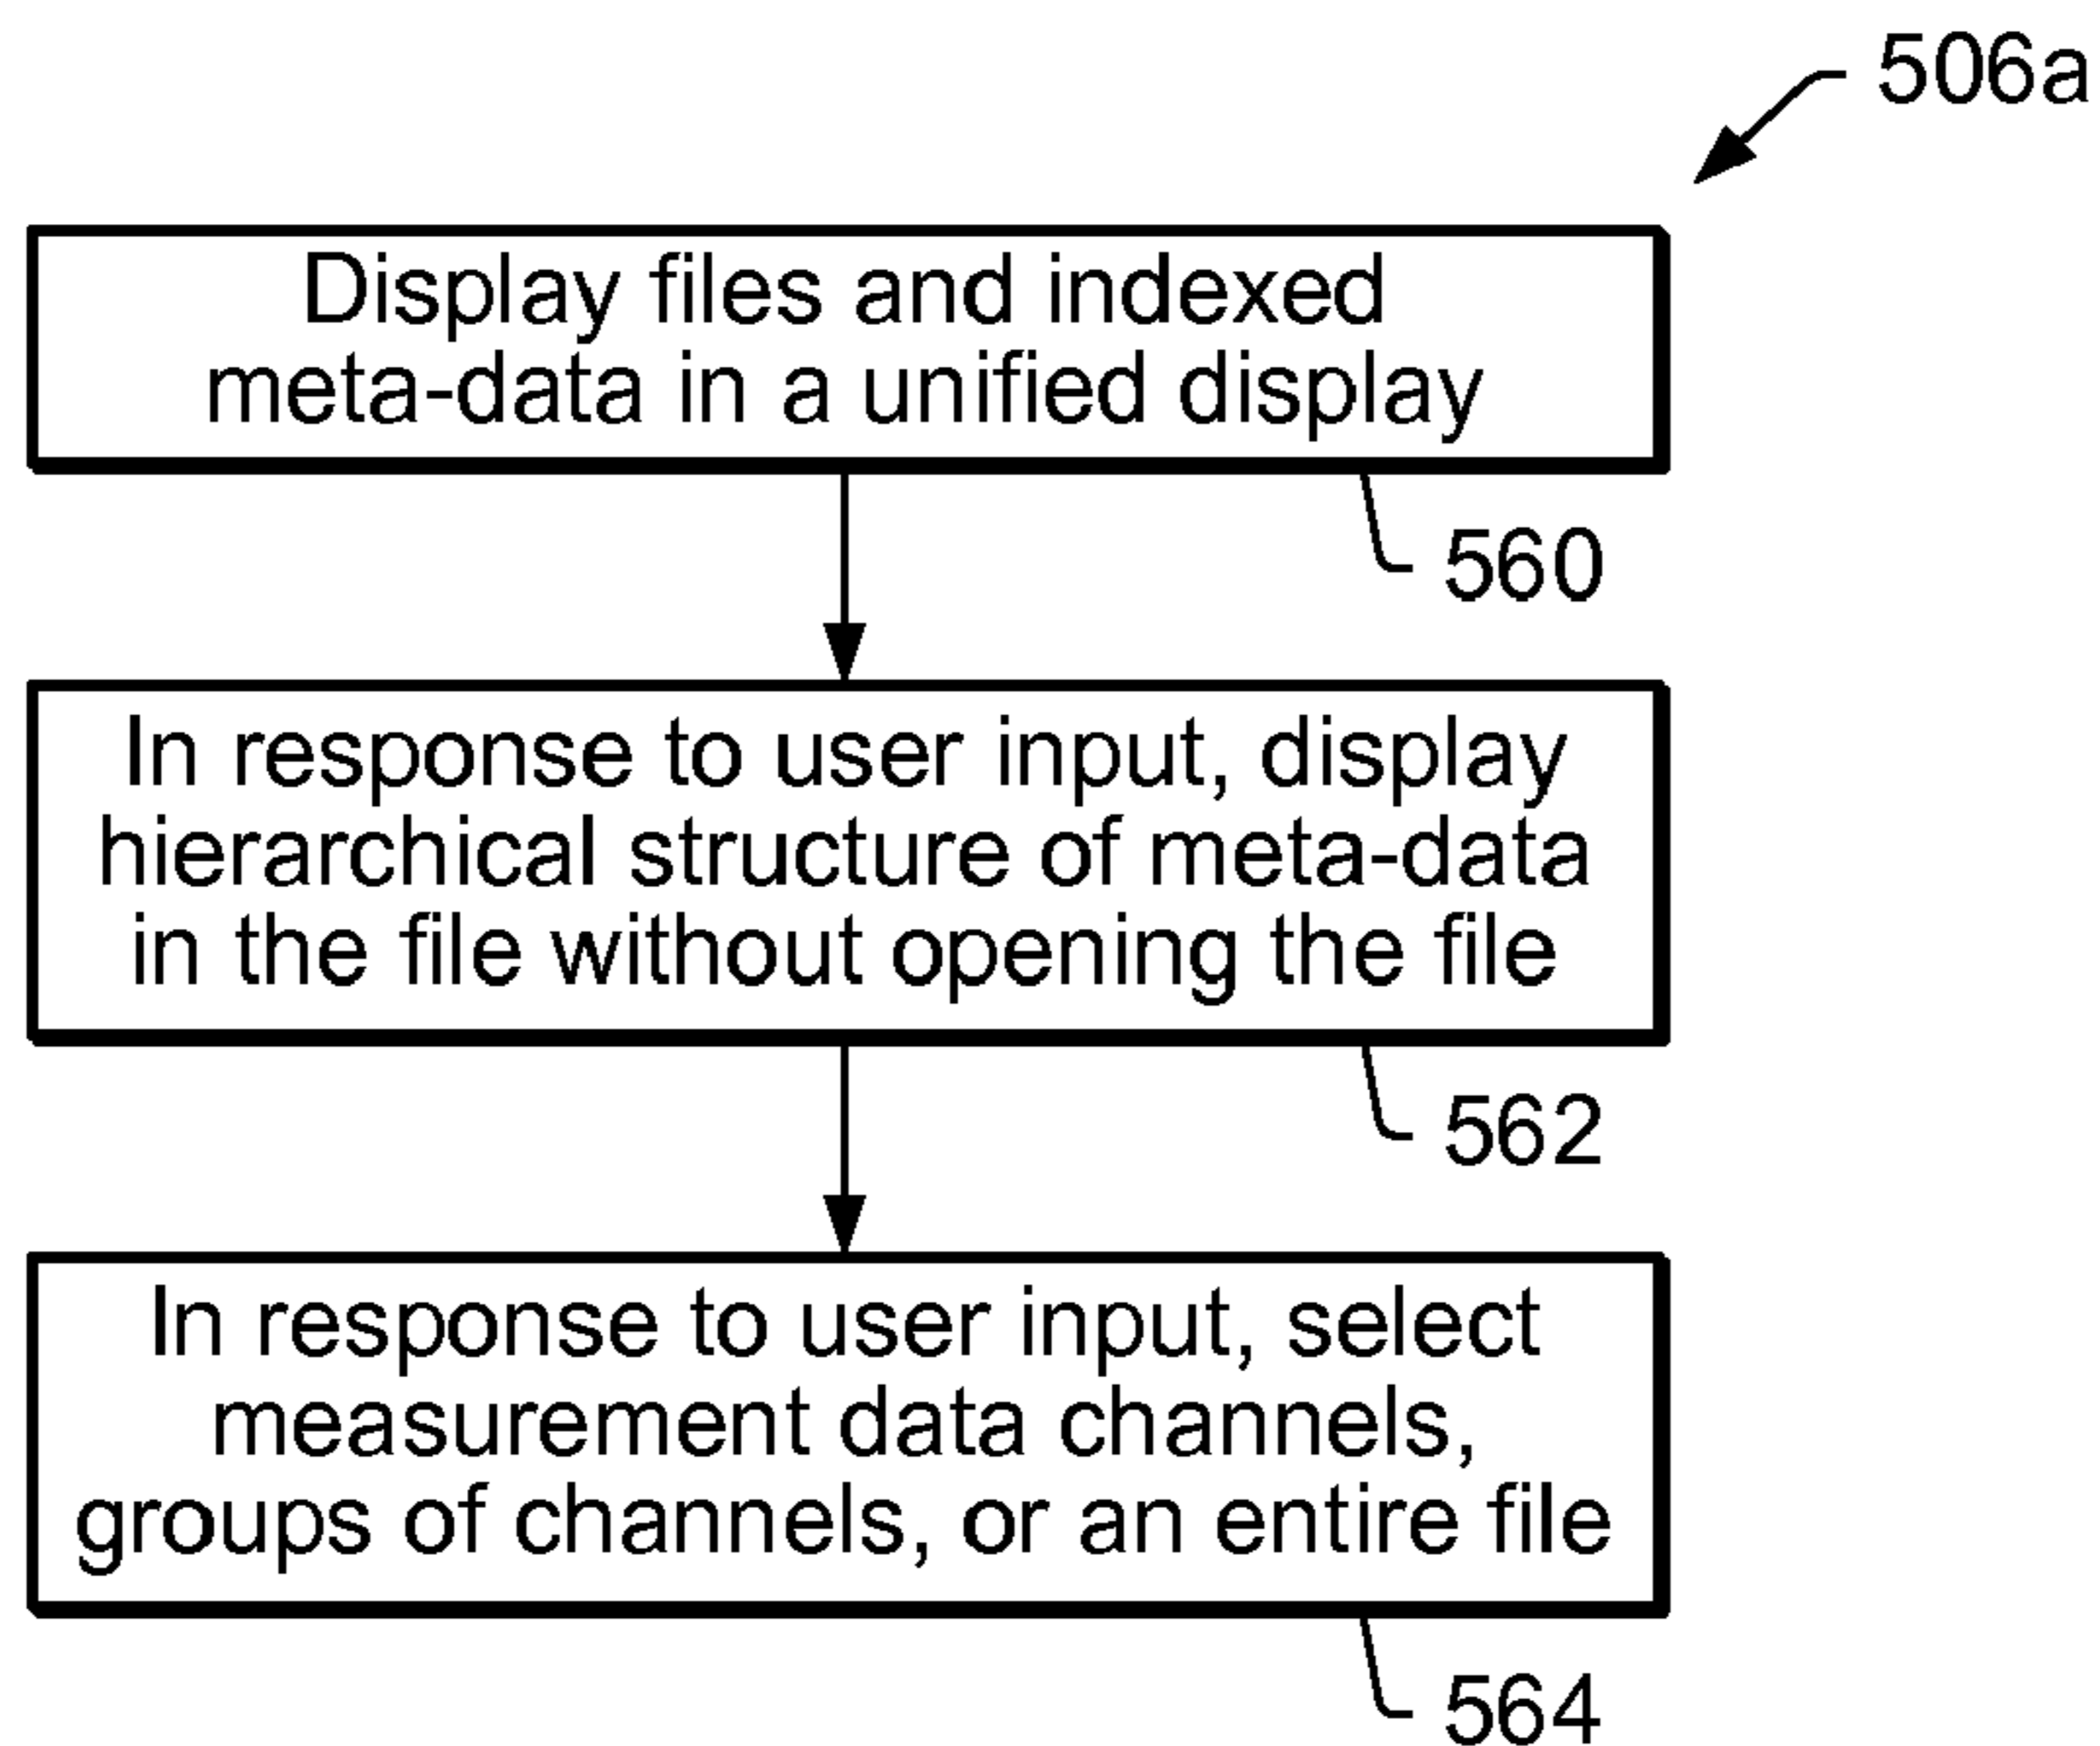 506a
Display files and indexed
meta-data in a unified display
560
In response to user input, display
hierarchical structure of meta-data
in the file without opening the file
562
In response to user input, select
measurement data channels,
groups of channels, or an entire file
564